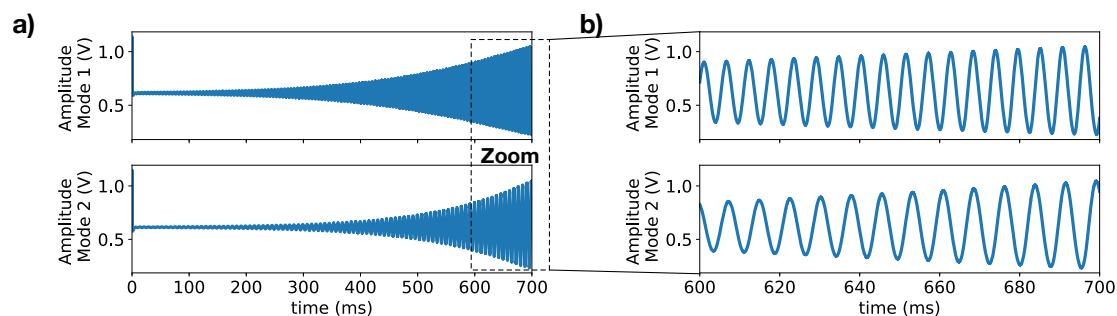 a)
Amplitude
Mode 1 (V)
1.0
0.5
Zoom
Amplitude
Mode 2 (V)
1.0
0.5
0 100 200 300 400 500 600 700
time (ms)
b)
Amplitude
Mode 1 (V)
1.0
0.5
Amplitude
Mode 2 (V)
1.0
0.5
600 620 640 660 680 700
time (ms)